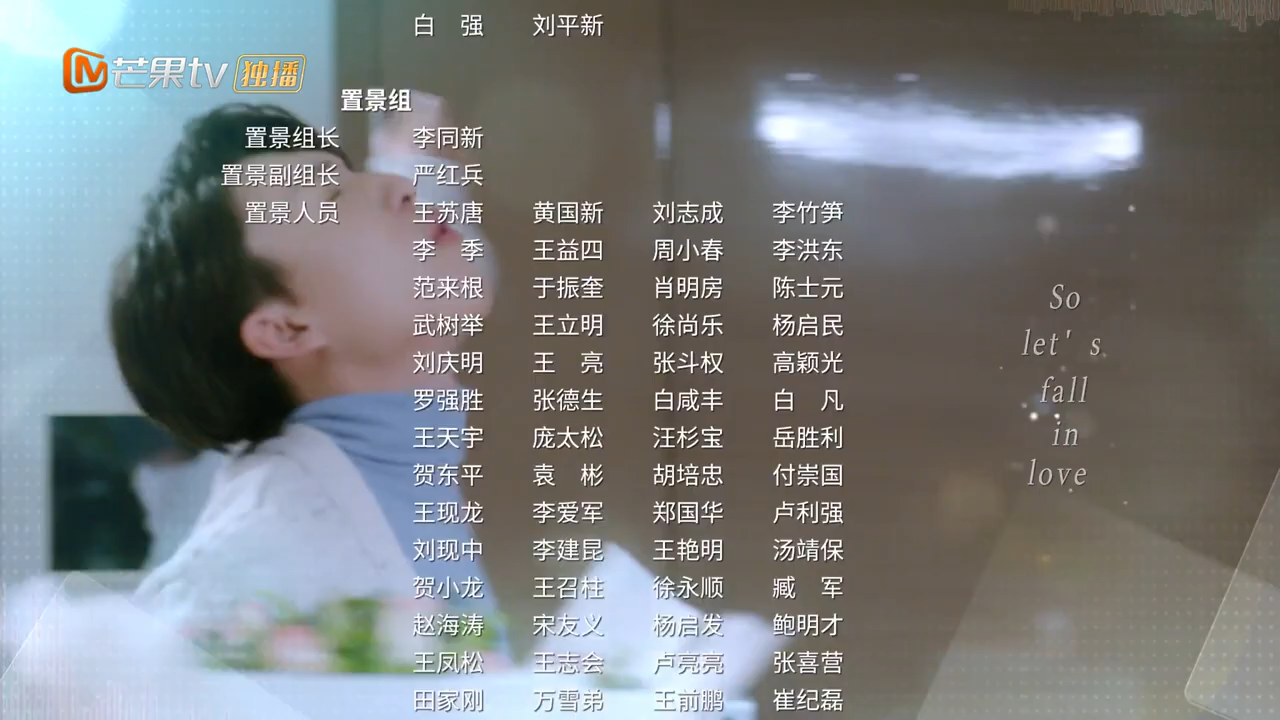 白　强　刘平新
芒果tv 独播
置景组
置景组长　李同新
置景副组长　严红兵
置景人员　王苏唐　黄国新　刘志成　李竹笋
李　季　王益四　周小春　李洪东
范来根　于振奎　肖明房　陈士元
武树举　王立明　徐尚乐　杨启民
刘庆明　王　亮　张斗权　高颖光
罗强胜　张德生　白咸丰　白　凡
王天宇　庞太松　汪杉宝　岳胜利
贺东平　袁　彬　胡培忠　付崇国
王现龙　李爱军　郑国华　卢利强
刘现中　李建昆　王艳明　汤靖保
贺小龙　王召柱　徐永顺　臧　军
赵海涛　宋友义　杨启发　鲍明才
王凤松　王志会　卢亮亮　张喜营
田家刚　万雪弟　王前鹏　崔纪磊
So
let's
fall
in
love